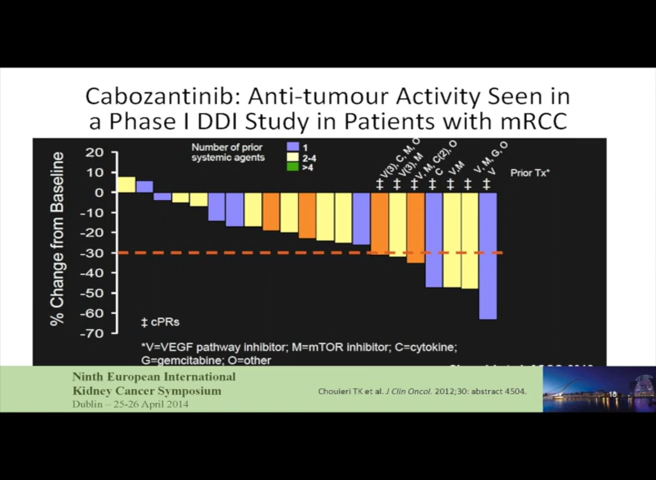 Cabozantinib: Anti-tumour Activity Seen in
a Phase I DDI Study in Patients with mRCC
% Change from Baseline
20
10
0
-10
-20
-30
-40
-50
-60
-70
Number of prior
systemic agents
1
2-4
>4
V(3), C, M, O
V(3), M
V, M, C(2), O
C
V,M
V, M, G, O
V
Prior Tx*
‡ ‡ ‡ ‡ ‡ ‡ ‡
‡ cPRs
*V=VEGF pathway inhibitor; M=mTOR inhibitor; C=cytokine;
G=gemcitabine; O=other
Ninth European International
Kidney Cancer Symposium
Dublin – 25-26 April 2014
Choueiri TK et al. J Clin Oncol. 2012;30: abstract 4504.